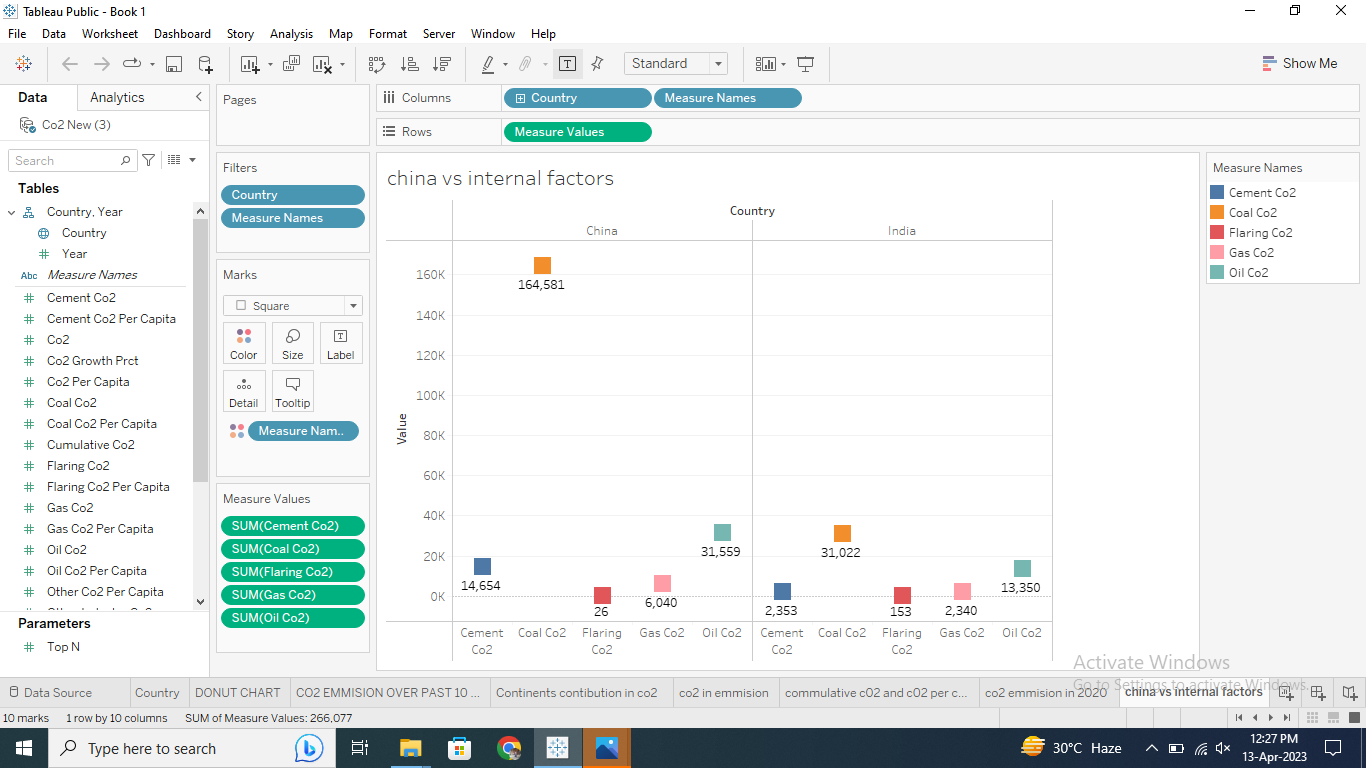 Tableau Public - Book 1
File Data Worksheet Dashboard Story Analysis Map Format Server Window Help
Standard
Show Me
Data Analytics
Co2 New (3)
Search
Tables
Country, Year
Country
Year
Abc Measure Names
Cement Co2
Cement Co2 Per Capita
Co2
Co2 Growth Prct
Co2 Per Capita
Coal Co2
Coal Co2 Per Capita
Cumulative Co2
Flaring Co2
Flaring Co2 Per Capita
Gas Co2
Gas Co2 Per Capita
Oil Co2
Oil Co2 Per Capita
Other Co2 Per Capita
Parameters
Top N
Pages
Filters
Country
Measure Names
Marks
Square
Color Size Label
Detail Tooltip
Measure Nam..
Measure Values
SUM(Cement Co2)
SUM(Coal Co2)
SUM(Flaring Co2)
SUM(Gas Co2)
SUM(Oil Co2)
Columns Country Measure Names
Rows Measure Values
china vs internal factors
Country
China India
Value
160K
140K
120K
100K
80K
60K
40K
20K
0K
164,581
14,654
26
6,040
31,559
2,353
31,022
153
2,340
13,350
Cement Co2 Coal Co2 Flaring Co2 Gas Co2 Oil Co2 Cement Co2 Coal Co2 Flaring Co2 Gas Co2 Oil Co2
Measure Names
Cement Co2
Coal Co2
Flaring Co2
Gas Co2
Oil Co2
Activate Windows
Go to Settings to activate Windows.
Data Source Country DONUT CHART CO2 EMMISION OVER PAST 10 ... Continents contibution in co2 co2 in emmision commulative c02 and c02 per c... co2 emmision in 2020 china vs internal factors
10 marks 1 row by 10 columns SUM of Measure Values: 266,077
Type here to search
30°C Haze
12:27 PM
13-Apr-2023